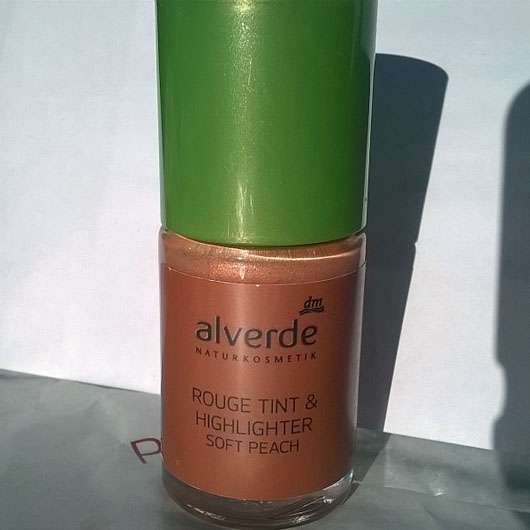 dm
alverde
NATURKOSMETIK
ROUGE TINT &
HIGHLIGHTER
SOFT PEACH
P